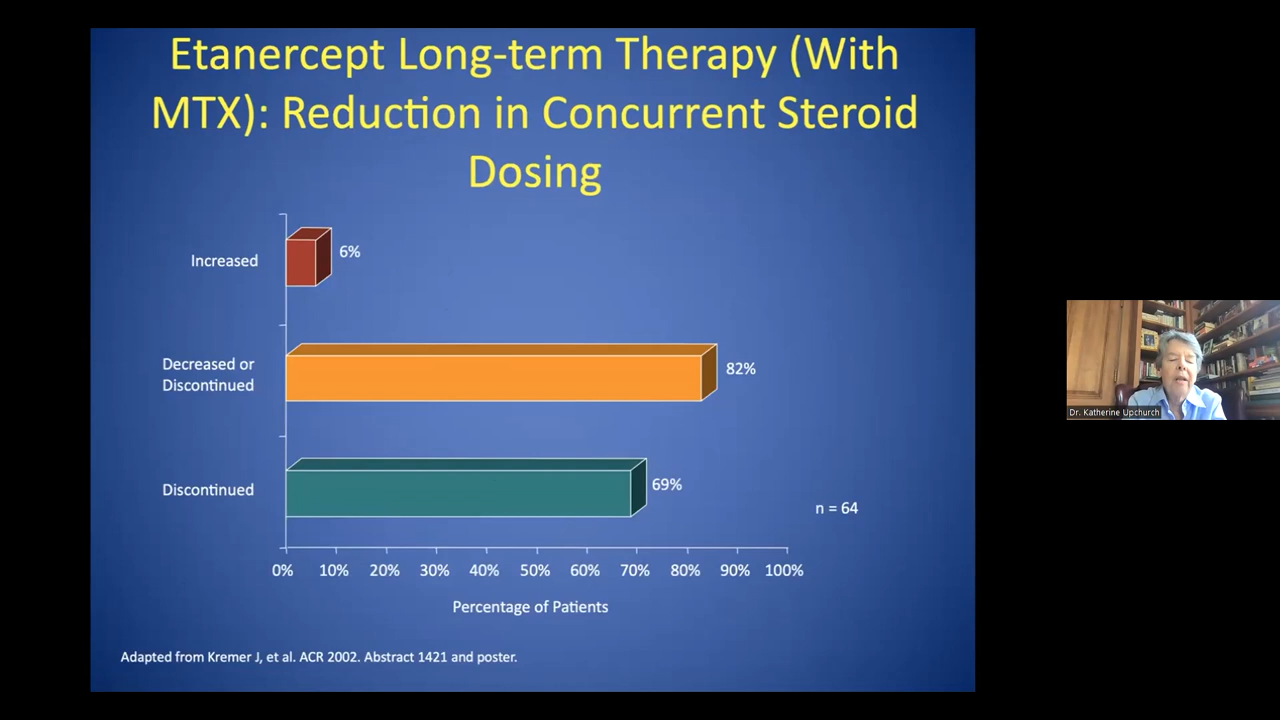 Etanercept Long-term Therapy (With
MTX): Reduction in Concurrent Steroid
Dosing
Increased
6%
Decreased or
Discontinued
82%
Discontinued
69%
n = 64
0% 10% 20% 30% 40% 50% 60% 70% 80% 90% 100%
Percentage of Patients
Adapted from Kremer J, et al. ACR 2002. Abstract 1421 and poster.
Dr. Katherine Upchurch